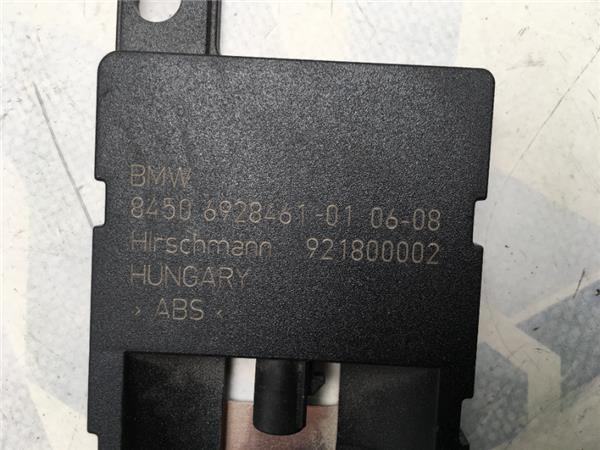 BMW
8450 6928461-01 06-08
Hirschmann 921800002
HUNGARY
> ABS <